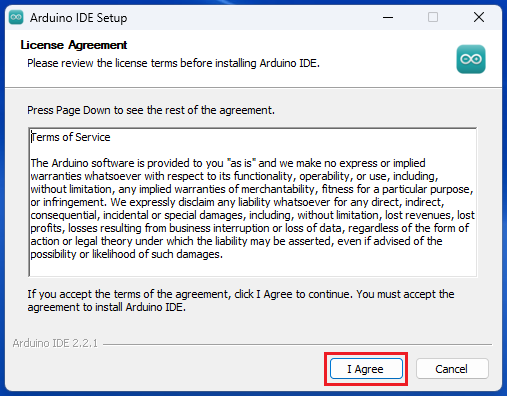 Arduino IDE Setup
License Agreement
Please review the license terms before installing Arduino IDE.
Press Page Down to see the rest of the agreement.
Terms of Service
The Arduino software is provided to you "as is" and we make no express or implied
warranties whatsoever with respect to its functionality, operability, or use, including,
without limitation, any implied warranties of merchantability, fitness for a particular purpose,
or infringement. We expressly disclaim any liability whatsoever for any direct, indirect,
consequential, incidental or special damages, including, without limitation, lost revenues, lost
profits, losses resulting from business interruption or loss of data, regardless of the form of
action or legal theory under which the liability may be asserted, even if advised of the
possibility or likelihood of such damages.
If you accept the terms of the agreement, click I Agree to continue. You must accept the
agreement to install Arduino IDE.
Arduino IDE 2.2.1
I Agree
Cancel